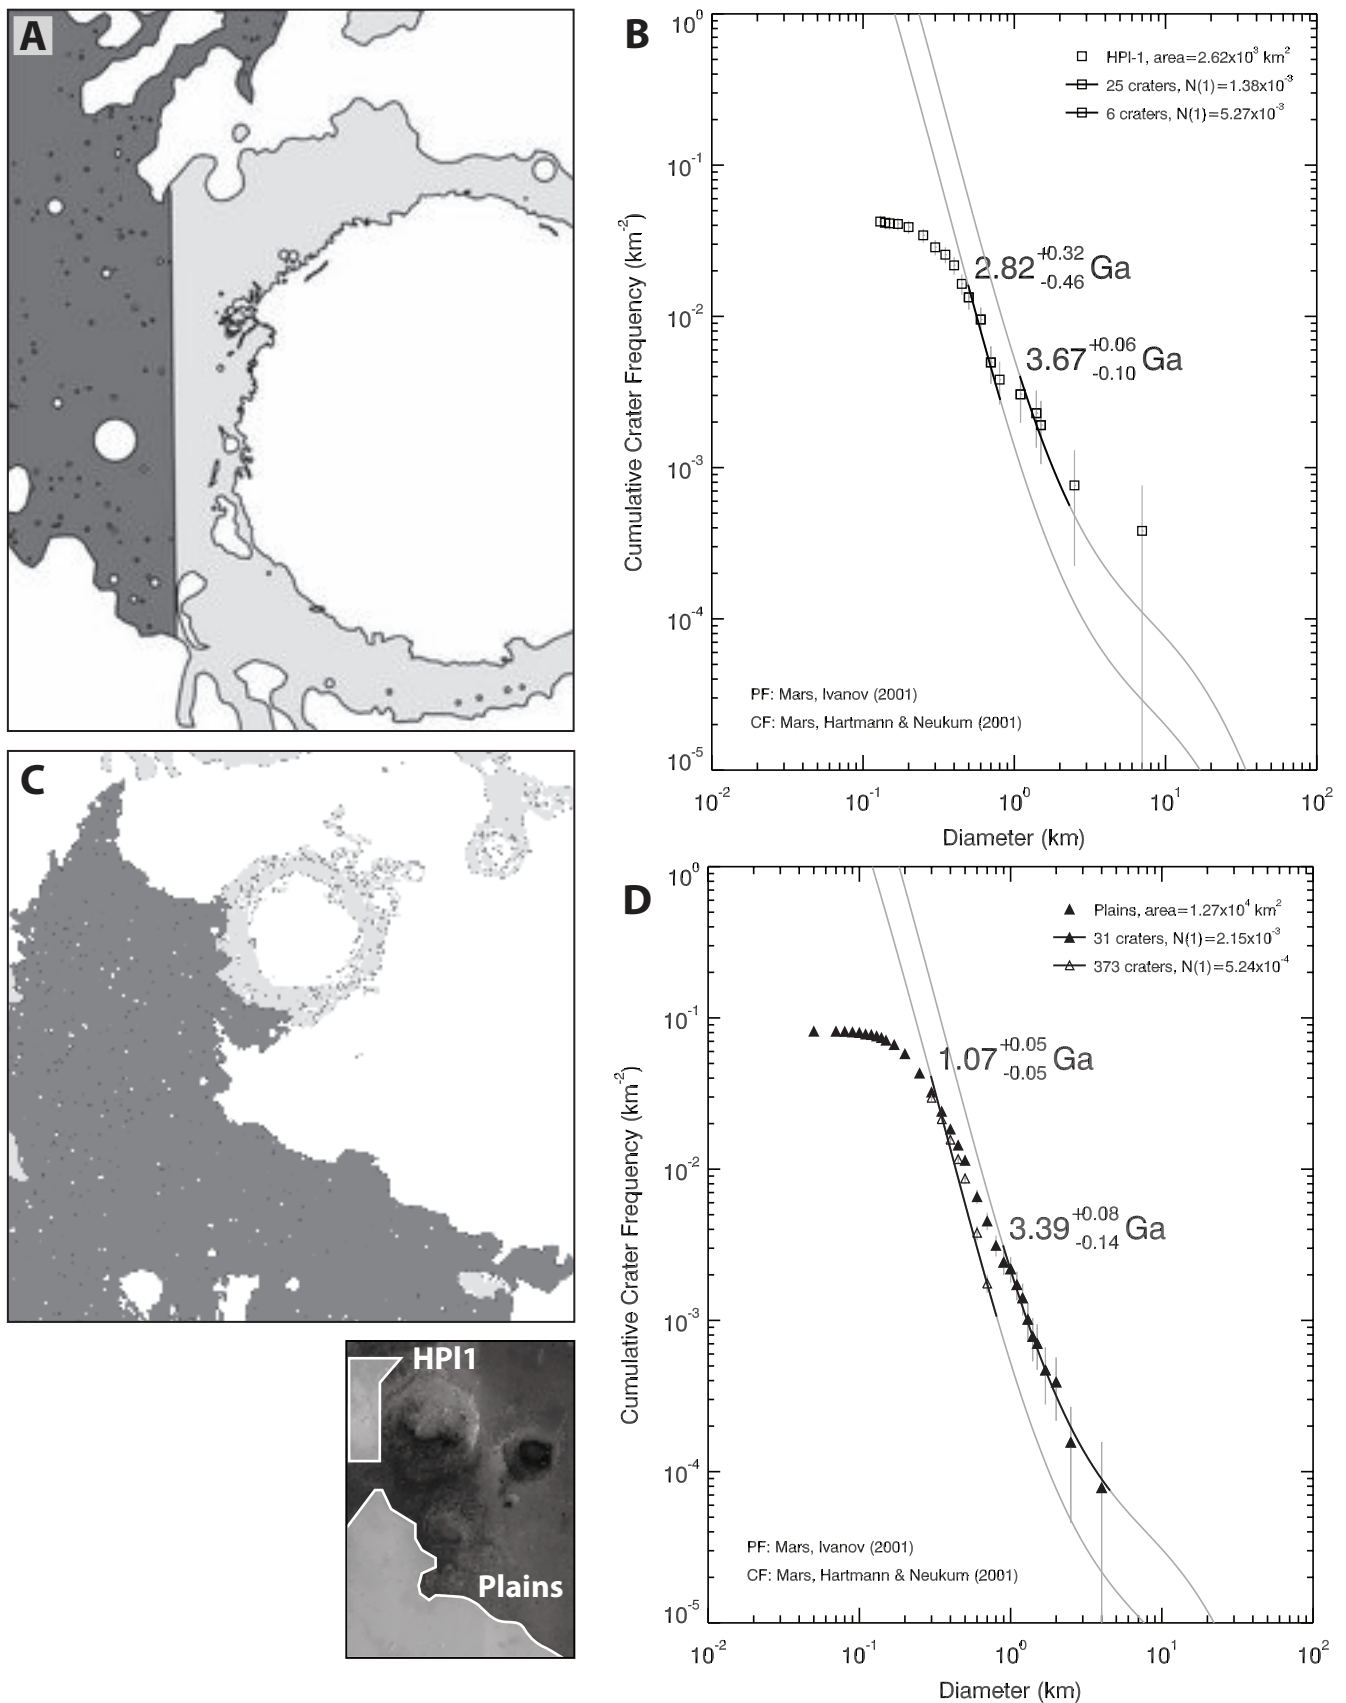 A
B
10⁰
10⁻¹
10⁻²
10⁻³
10⁻⁴
10⁻⁵
Cumulative Crater Frequency (km⁻²)
HPl-1, area=2.62x10³ km²
25 craters, N(1)=1.38x10⁻³
6 craters, N(1)=5.27x10⁻³
2.82+0.32-0.46 Ga
3.67+0.06-0.10 Ga
PF: Mars, Ivanov (2001)
CF: Mars, Hartmann & Neukum (2001)
10⁻² 10⁻¹ 10⁰ 10¹ 10²
Diameter (km)
C
HPl1
Plains
D
10⁰
10⁻¹
10⁻²
10⁻³
10⁻⁴
10⁻⁵
Cumulative Crater Frequency (km⁻²)
Plains, area=1.27x10⁴ km²
31 craters, N(1)=2.15x10⁻³
373 craters, N(1)=5.24x10⁻⁴
1.07+0.05-0.05 Ga
3.39+0.08-0.14 Ga
PF: Mars, Ivanov (2001)
CF: Mars, Hartmann & Neukum (2001)
10⁻² 10⁻¹ 10⁰ 10¹ 10²
Diameter (km)